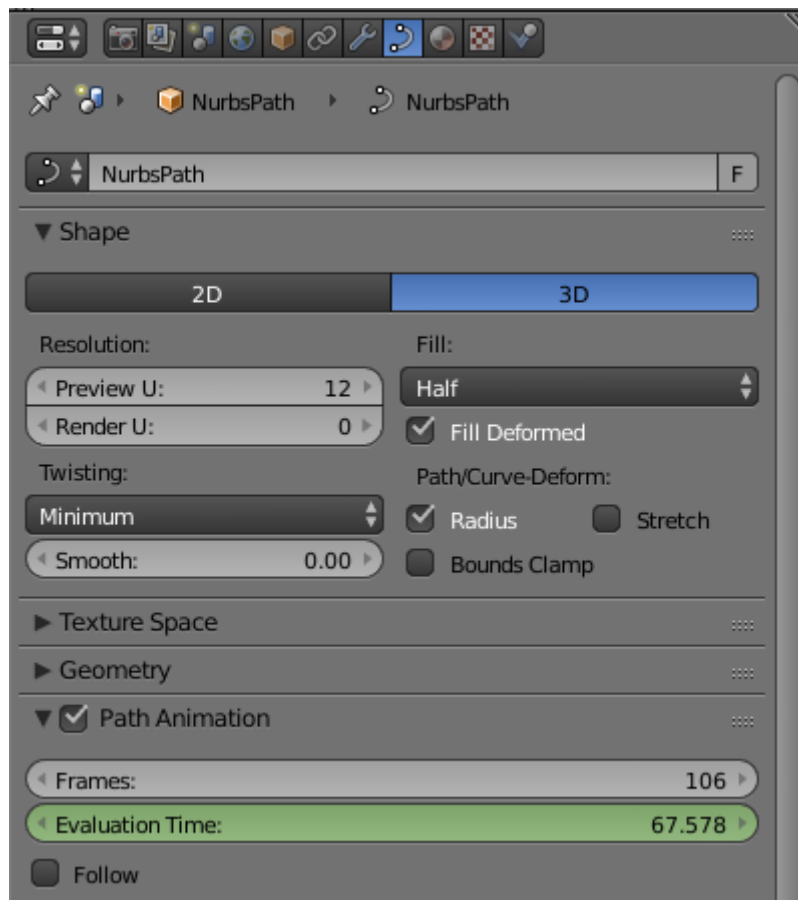 NurbsPath NurbsPath
NurbsPath F
Shape
2D 3D
Resolution: Fill:
Preview U: 12 Half
Render U: 0 Fill Deformed
Twisting: Path/Curve-Deform:
Minimum Radius Stretch
Smooth: 0.00 Bounds Clamp
Texture Space
Geometry
Path Animation
Frames: 106
Evaluation Time: 67.578
Follow